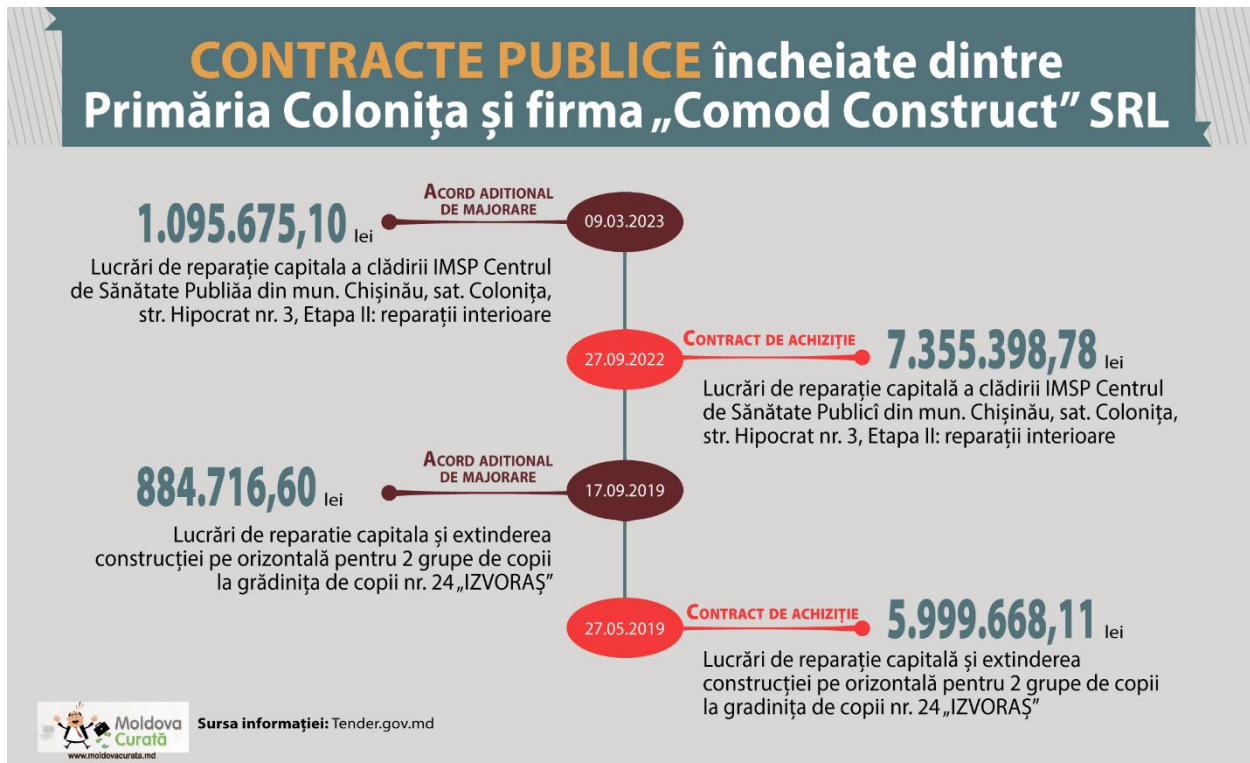 CONTRACTE PUBLICE încheiate dintre
Primăria Colonița și firma „Comod Construct” SRL
ACORD ADITIONAL
DE MAJORARE
09.03.2023
1.095.675,10 lei
Lucrări de reparație capitala a clădirii IMSP Centrul
de Sănătate Publiăa din mun. Chișinău, sat. Colonița,
str. Hipocrat nr. 3, Etapa II: reparații interioare
27.09.2022
CONTRACT DE ACHIZIȚIE
7.355.398,78 lei
Lucrări de reparație capitală a clădirii IMSP Centrul
de Sănătate Publicî din mun. Chișinău, sat. Colonița,
str. Hipocrat nr. 3, Etapa II: reparații interioare
ACORD ADITIONAL
DE MAJORARE
17.09.2019
884.716,60 lei
Lucrări de reparatie capitala și extinderea
construcției pe orizontală pentru 2 grupe de copii
la grădinița de copii nr. 24 „IZVORAȘ”
27.05.2019
CONTRACT DE ACHIZIȚIE
5.999.668,11 lei
Lucrări de reparație capitală și extinderea
construcției pe orizontală pentru 2 grupe de copii
la gradinița de copii nr. 24 „IZVORAȘ”
Moldova
Curată
www.moldovacurata.md
Sursa informației: Tender.gov.md